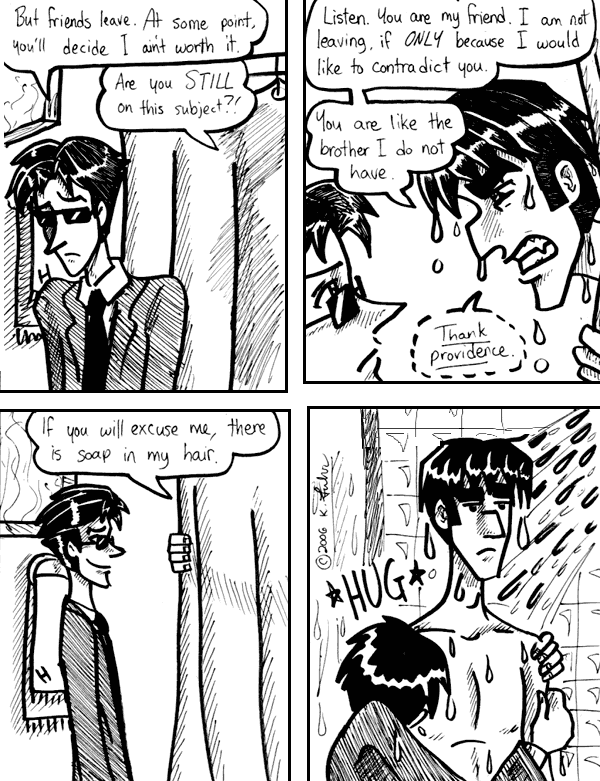 But friends leave. At some point,
you'll decide I ain't worth it.
Are you STILL
on this subject?!
Listen. You are my friend. I am not
leaving, if ONLY because I would
like to contradict you.
You are like the
brother I do not
have.
Thank
providence.
H
H
If you will excuse me, there
is soap in my hair.
H
*HUG*
©2006 K.